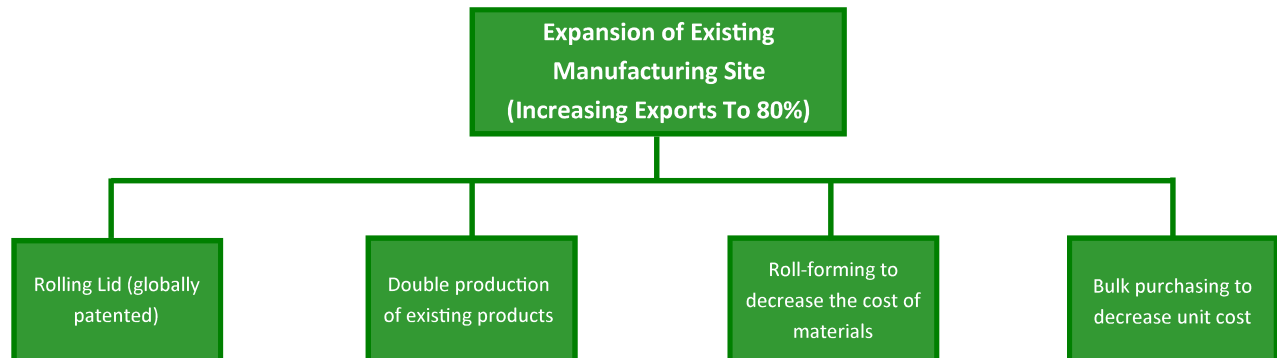 Expansion of Existing
Manufacturing Site
(Increasing Exports To 80%)
Rolling Lid (globally
patented)
Double production
of existing products
Roll-forming to
decrease the cost of
materials
Bulk purchasing to
decrease unit cost